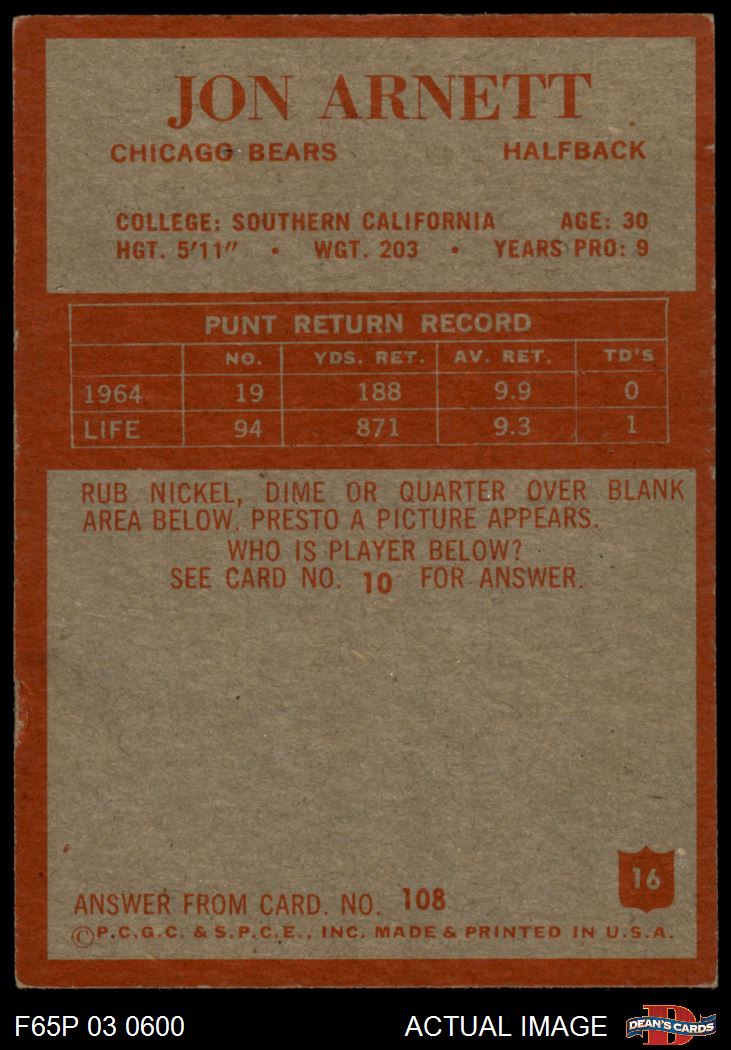 JON ARNETT
CHICAGO BEARS HALFBACK
COLLEGE: SOUTHERN CALIFORNIA AGE: 30
HGT. 5'11" • WGT. 203 • YEARS PRO: 9
PUNT RETURN RECORD
NO. YDS. RET. AV. RET. TD'S
1964 19 188 9.9 0
LIFE 94 871 9.3 1
RUB NICKEL, DIME OR QUARTER OVER BLANK
AREA BELOW. PRESTO A PICTURE APPEARS.
WHO IS PLAYER BELOW?
SEE CARD NO. 10 FOR ANSWER.
16
ANSWER FROM CARD. NO. 108
©P.C.G.C. & S.P.C.E., INC. MADE & PRINTED IN U.S.A.
F65P 03 0600 ACTUAL IMAGE D DEAN'S CARDS